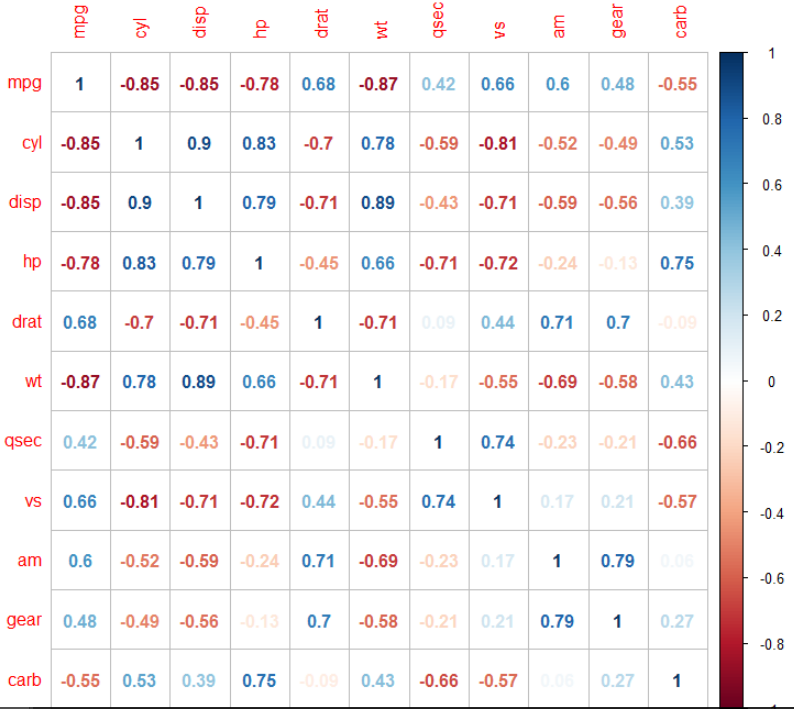 mpg cyl disp hp drat wt qsec vs am gear carb
mpg 1 -0.85 -0.85 -0.78 0.68 -0.87 0.42 0.66 0.6 0.48 -0.55 1
cyl -0.85 1 0.9 0.83 -0.7 0.78 -0.59 -0.81 -0.52 -0.49 0.53 0.8
disp -0.85 0.9 1 0.79 -0.71 0.89 -0.43 -0.71 -0.59 -0.56 0.39 0.6
hp -0.78 0.83 0.79 1 -0.45 0.66 -0.71 -0.72 -0.24 -0.13 0.75 0.4
drat 0.68 -0.7 -0.71 -0.45 1 -0.71 0.09 0.44 0.71 0.7 -0.09 0.2
wt -0.87 0.78 0.89 0.66 -0.71 1 -0.17 -0.55 -0.69 -0.58 0.43 0
qsec 0.42 -0.59 -0.43 -0.71 0.09 -0.17 1 0.74 -0.23 -0.21 -0.66 -0.2
vs 0.66 -0.81 -0.71 -0.72 0.44 -0.55 0.74 1 0.17 0.21 -0.57 -0.4
am 0.6 -0.52 -0.59 -0.24 0.71 -0.69 -0.23 0.17 1 0.79 0.06 -0.6
gear 0.48 -0.49 -0.56 -0.13 0.7 -0.58 -0.21 0.21 0.79 1 0.27 -0.8
carb -0.55 0.53 0.39 0.75 -0.09 0.43 -0.66 -0.57 0.06 0.27 1